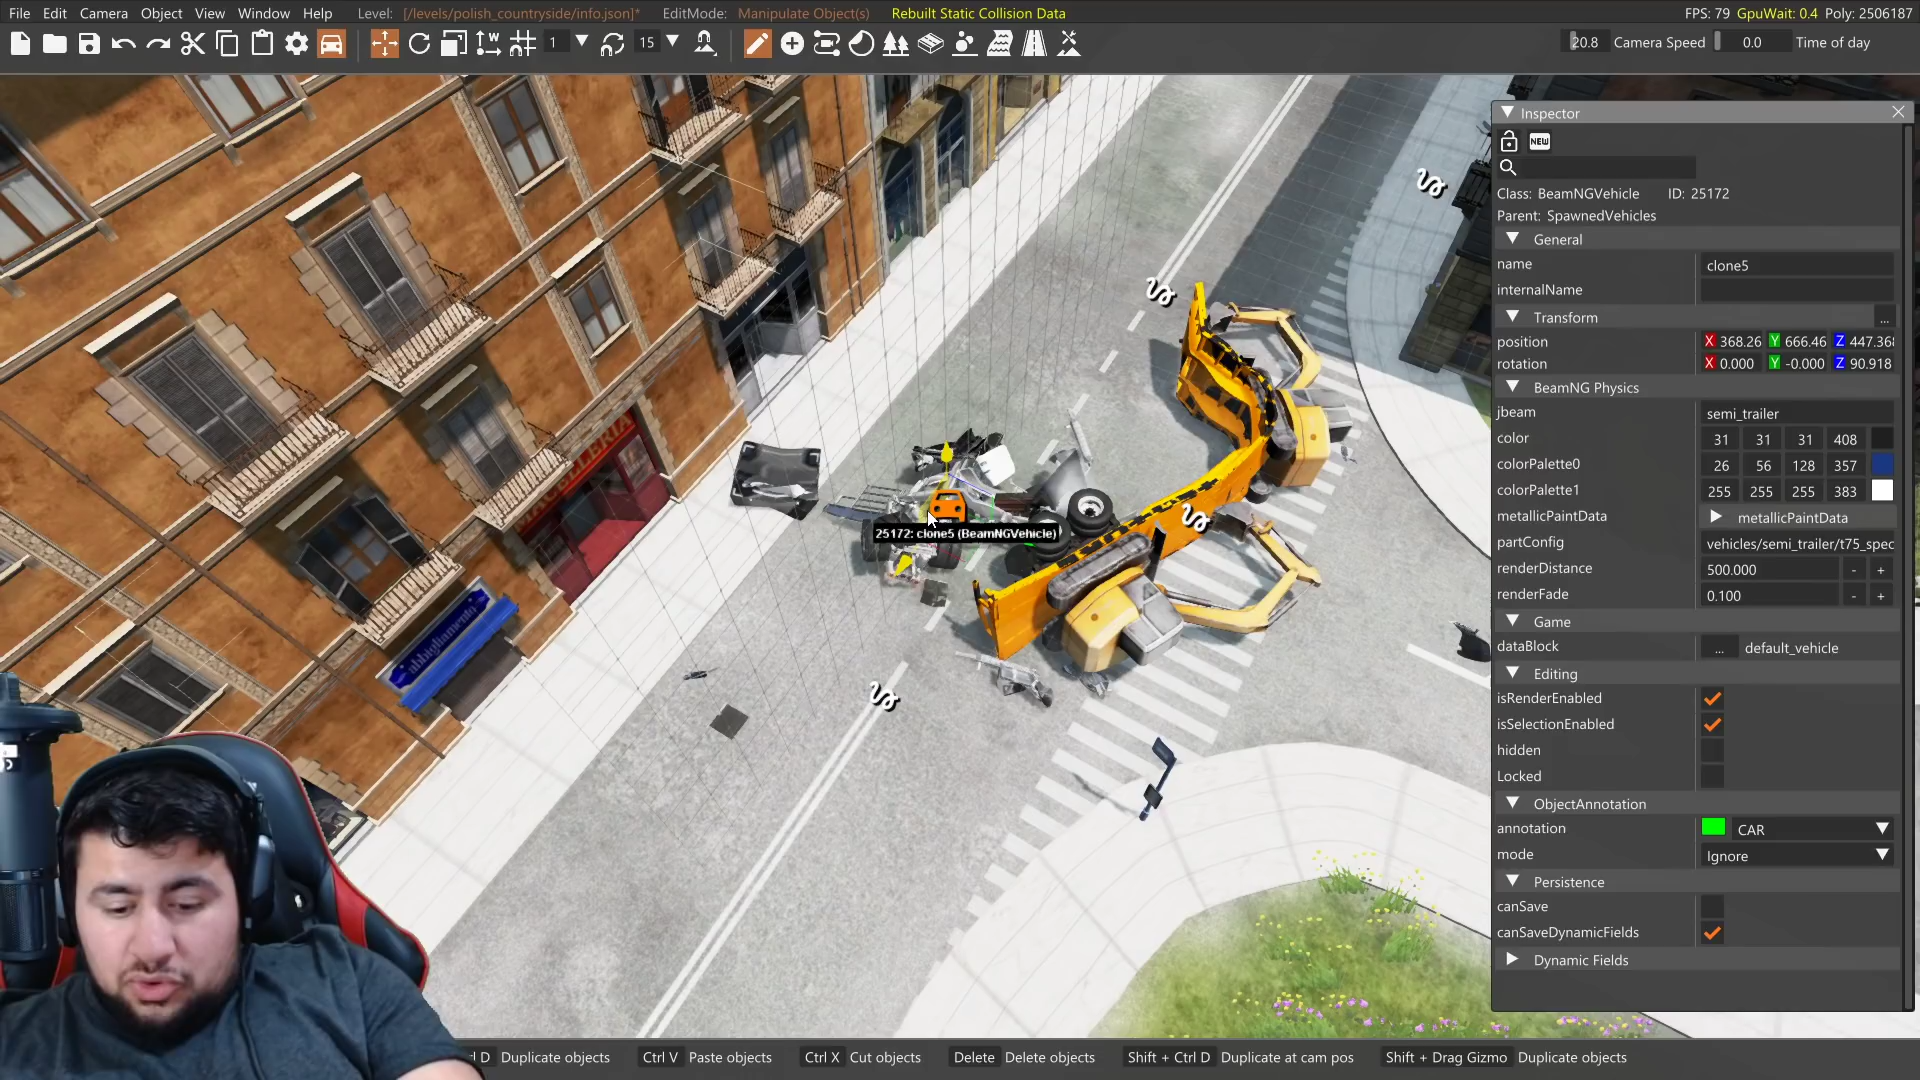 File Edit Camera Object View Window Help Level: [/levels/polish_countryside/info.json]* EditMode: Manipulate Object(s) Rebuilt Static Collision Data FPS: 79 GpuWait: 0.4 Poly: 2506187
1 15 20.8 Camera Speed 0.0 Time of day
Inspector
NEW
Class: BeamNGVehicle ID: 25172
Parent: SpawnedVehicles
General
name clone5
internalName
Transform ...
position X 368.26 Y 666.46 Z 447.36
rotation X 0.000 Y -0.000 Z 90.918
BeamNG Physics
jbeam semi_trailer
color 31 31 31 408
colorPalette0 26 56 128 357
colorPalette1 255 255 255 383
metallicPaintData metallicPaintData
partConfig vehicles/semi_trailer/t75_spec
renderDistance 500.000 - +
renderFade 0.100 - +
Game
dataBlock ... default_vehicle
Editing
isRenderEnabled
isSelectionEnabled
hidden
Locked
ObjectAnnotation
annotation CAR
mode Ignore
Persistence
canSave
canSaveDynamicFields
Dynamic Fields
MACELLERIA
25172: clone5 (BeamNGVehicle)
abbigliamento
D Duplicate objects Ctrl V Paste objects Ctrl X Cut objects Delete Delete objects Shift + Ctrl D Duplicate at cam pos Shift + Drag Gizmo Duplicate objects